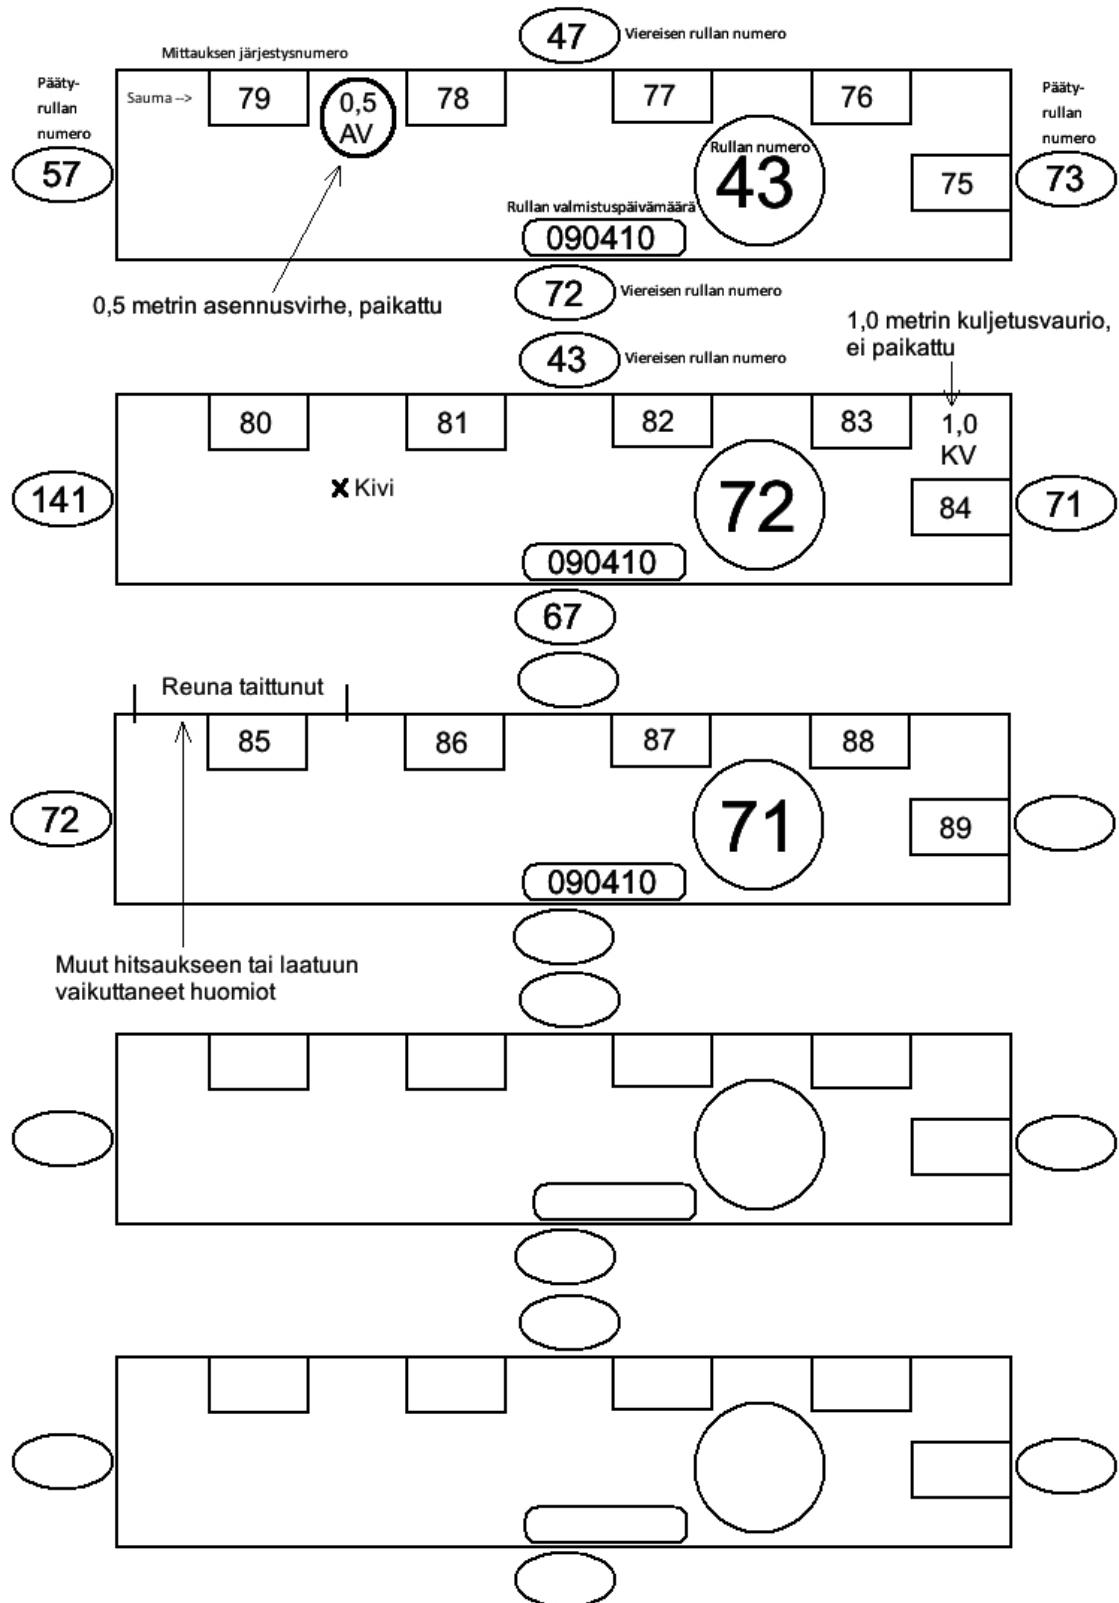 47 Viereisen rullan numero
Mittauksen järjestysnumero
Pääty-
rullan
numero
57
Sauma -->
79
0,5
AV
78
77
76
Rullan numero
43
75
Pääty-
rullan
numero
73
Rullan valmistuspäivämäärä
090410
72 Viereisen rullan numero
0,5 metrin asennusvirhe, paikattu
1,0 metrin kuljetusvaurio,
ei paikattu
43 Viereisen rullan numero
80
81
82
83
1,0
KV
141
x Kivi
72
84
71
090410
67
Reuna taittunut
85
86
87
88
72
71
89
090410
Muut hitsaukseen tai laatuun
vaikuttaneet huomiot